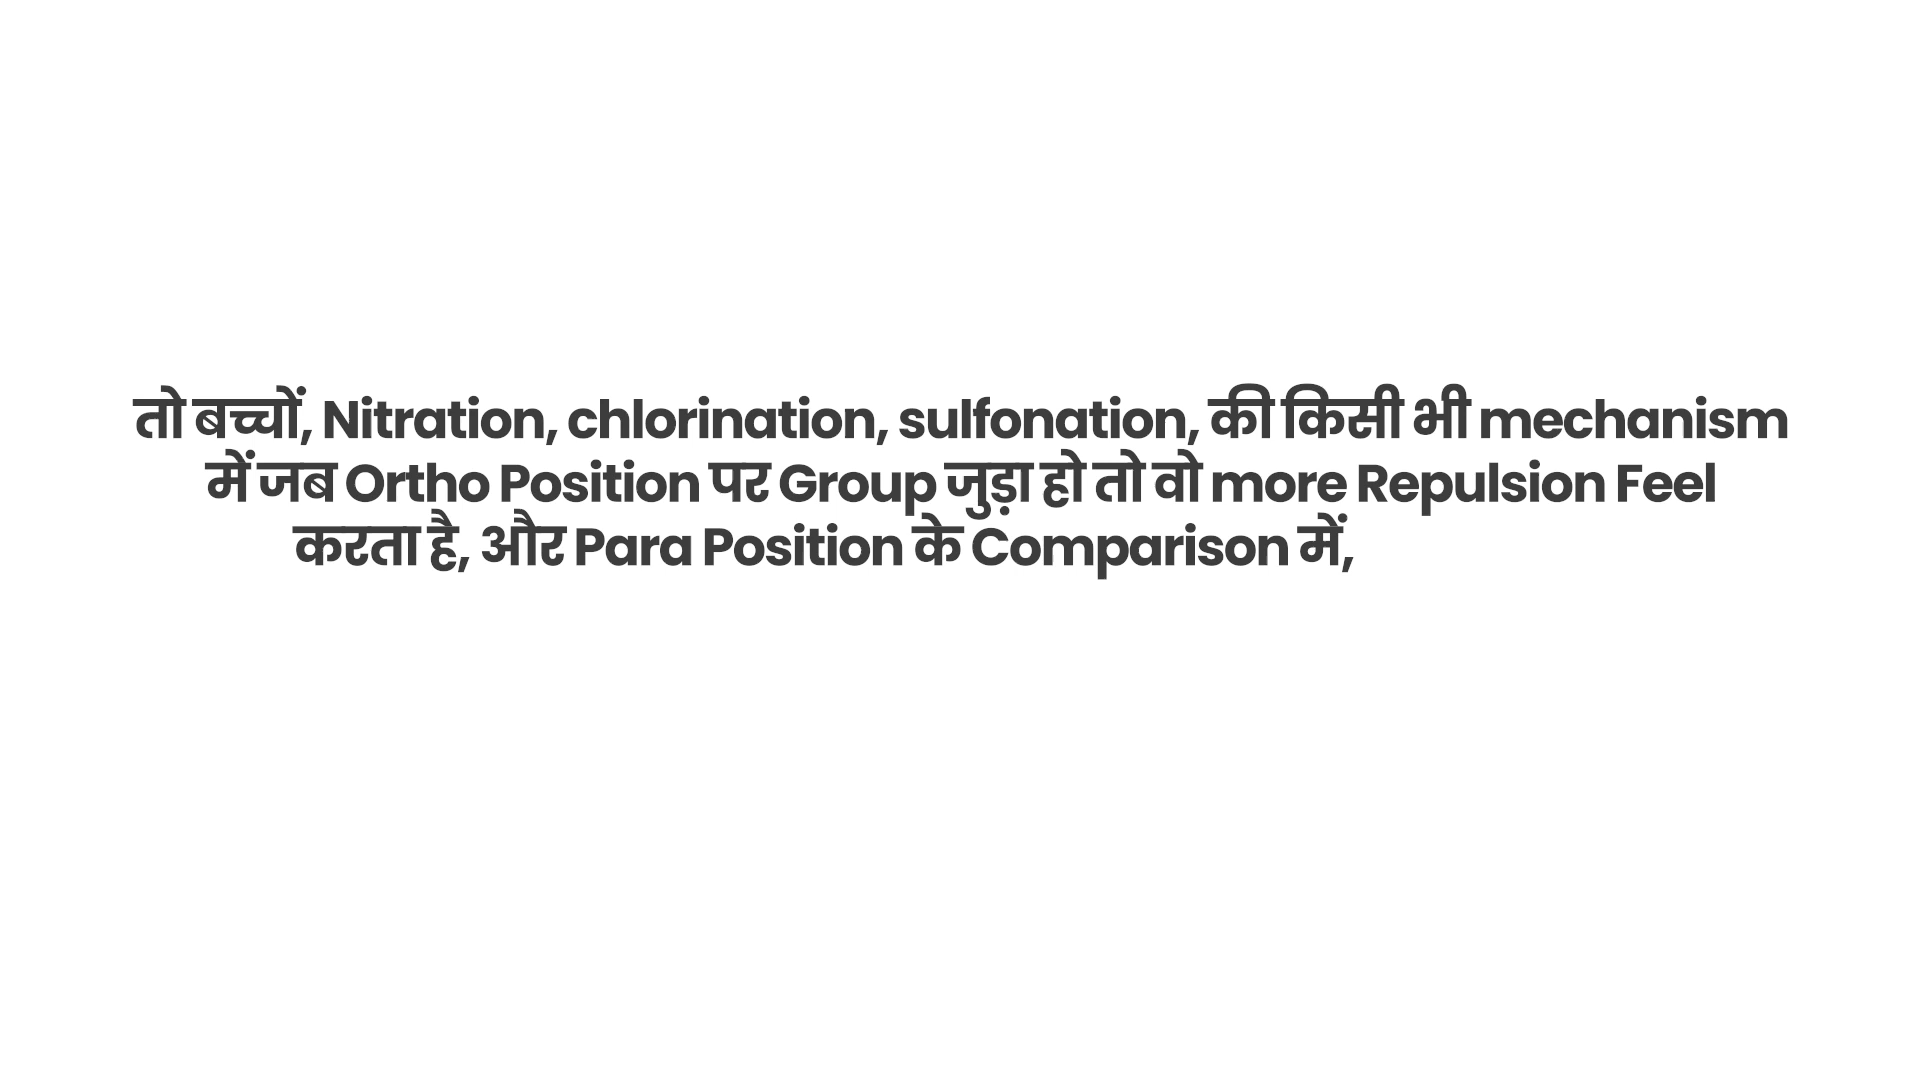 तो बच्चों, Nitration, chlorination, sulfonation, की किसी भी mechanism
में जब Ortho Position पर Group जुड़ा हो तो वो more Repulsion Feel
करता है, और Para Position के Comparison में,